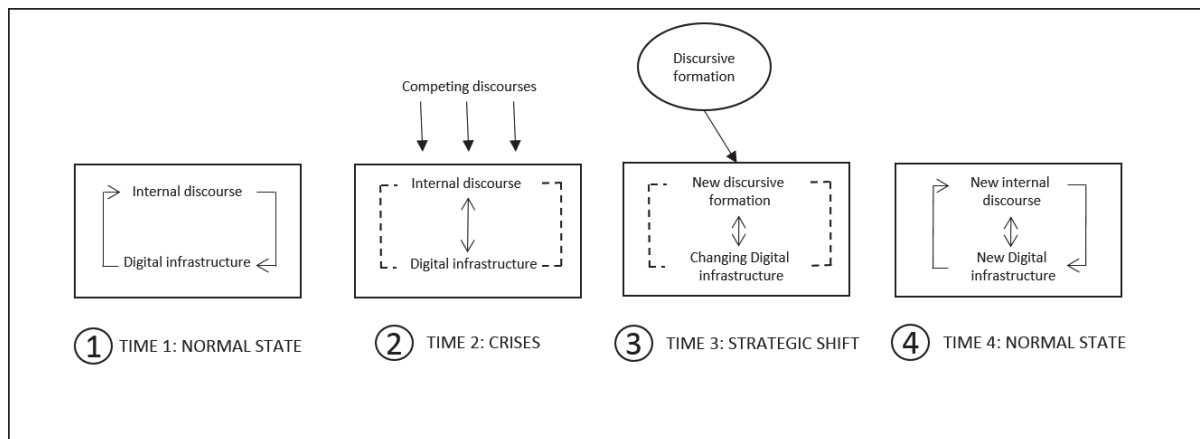 Discursive
formation
Competing discourses
Internal discourse
Digital infrastructure
Internal discourse
Digital infrastructure
New discursive
formation
Changing Digital
infrastructure
New internal
discourse
New Digital
infrastructure
1 TIME 1: NORMAL STATE
2 TIME 2: CRISES
3 TIME 3: STRATEGIC SHIFT
4 TIME 4: NORMAL STATE